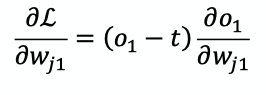 ∂ℒ/∂w_{j1} = (o_1 − t) ∂o_1/∂w_{j1}